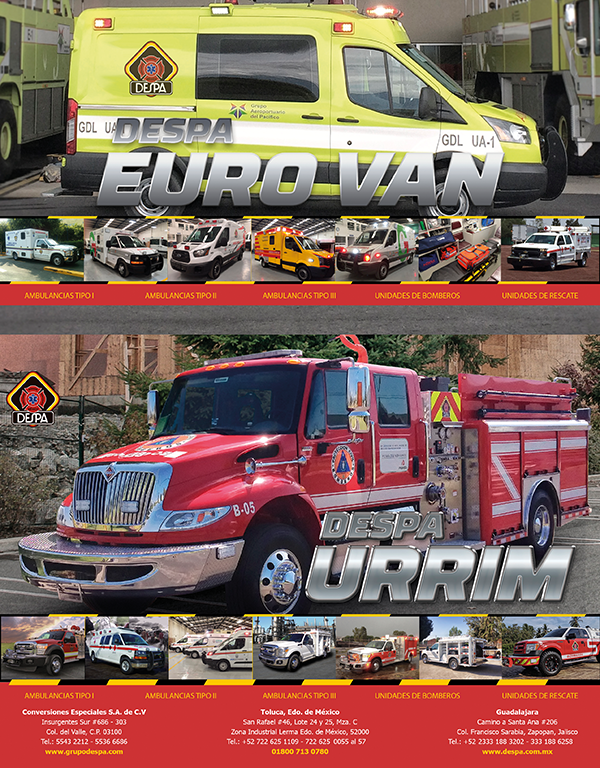 DESPA
Grupo
Aeroportuario
del Pacífico
GDL UA-1
GDL UA-1
DESPA
EURO VAN
AMBULANCIAS TIPO I
AMBULANCIAS TIPO II
AMBULANCIAS TIPO III
UNIDADES DE BOMBEROS
UNIDADES DE RESCATE
DESPA
B-05
DESPA
URRIM
AMBULANCIAS TIPO I
AMBULANCIAS TIPO II
AMBULANCIAS TIPO III
UNIDADES DE BOMBEROS
UNIDADES DE RESCATE
Conversiones Especiales S.A. de C.V
Insurgentes Sur #686 - 303
Col. del Valle, C.P. 03100
Tel.: 5543 2212 - 5536 6686
www.grupodespa.com
Toluca, Edo. de México
San Rafael #46, Lote 24 y 25, Mza. C
Zona Industrial Lerma Edo. de México, 52000
Tel.: +52 722 625 1109 - 722 625 0055 al 57
01800 713 0780
Guadalajara
Camino a Santa Ana #206
Col. Francisco Sarabia, Zapopan, Jalisco
Tel.: +52 2333 188 3202 - 333 188 6258
www.despa.com.mx